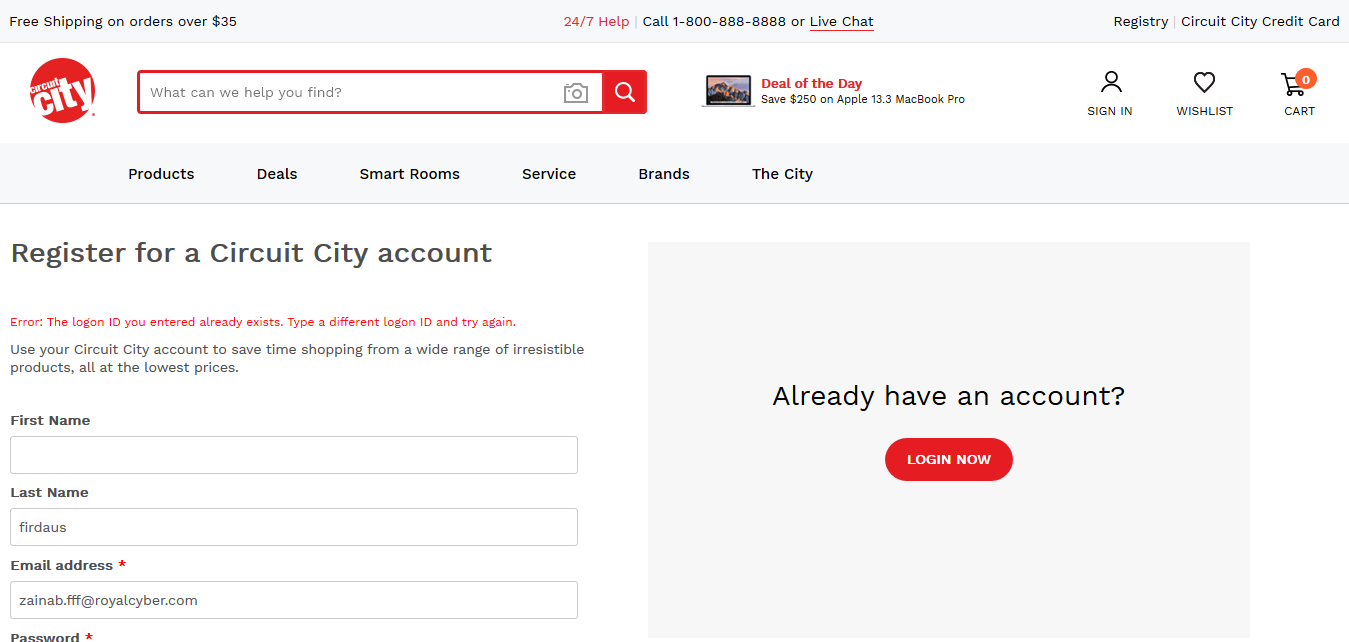 Free Shipping on orders over $35
24/7 Help | Call 1-800-888-8888 or Live Chat
Registry | Circuit City Credit Card
circuit
city
What can we help you find?
Deal of the Day
Save $250 on Apple 13.3 MacBook Pro
0
SIGN IN
WISHLIST
CART
Products
Deals
Smart Rooms
Service
Brands
The City
Register for a Circuit City account
Error: The logon ID you entered already exists. Type a different logon ID and try again.
Use your Circuit City account to save time shopping from a wide range of irresistible
products, all at the lowest prices.
First Name
Last Name
firdaus
Email address *
zainab.fff@royalcyber.com
Password *
Already have an account?
LOGIN NOW